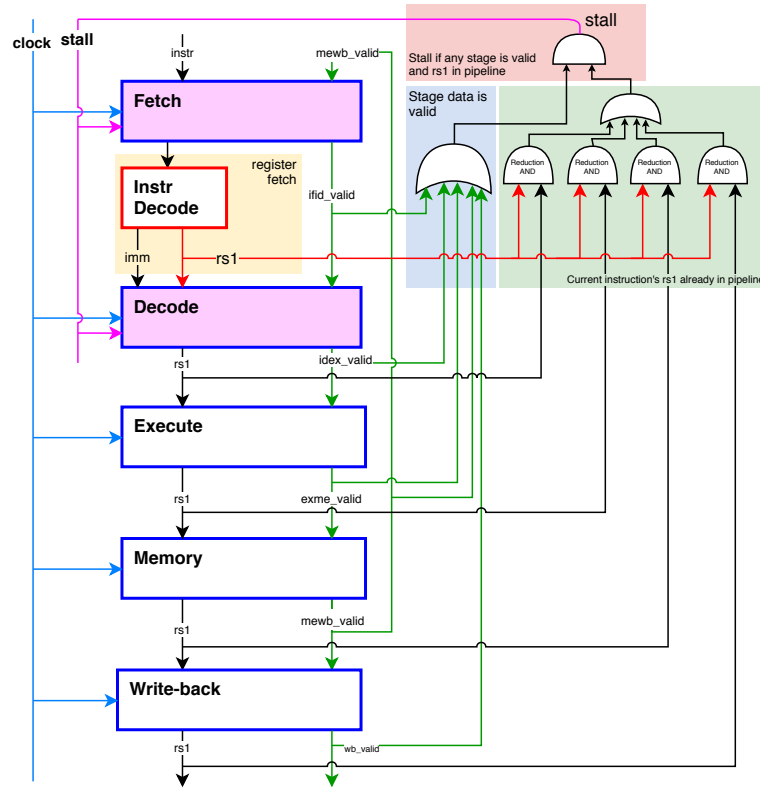 stall
clock
stall
instr
mewb_valid
Stall if any stage is valid
and rs1 in pipeline
Fetch
Stage data is
valid
register
fetch
Instr
Decode
ifid_valid
Reduction
AND
Reduction
AND
Reduction
AND
Reduction
AND
imm
rs1
Current instruction's rs1 already in pipeline
Decode
rs1
idex_valid
Execute
rs1
exme_valid
Memory
rs1
mewb_valid
Write-back
rs1
wb_valid